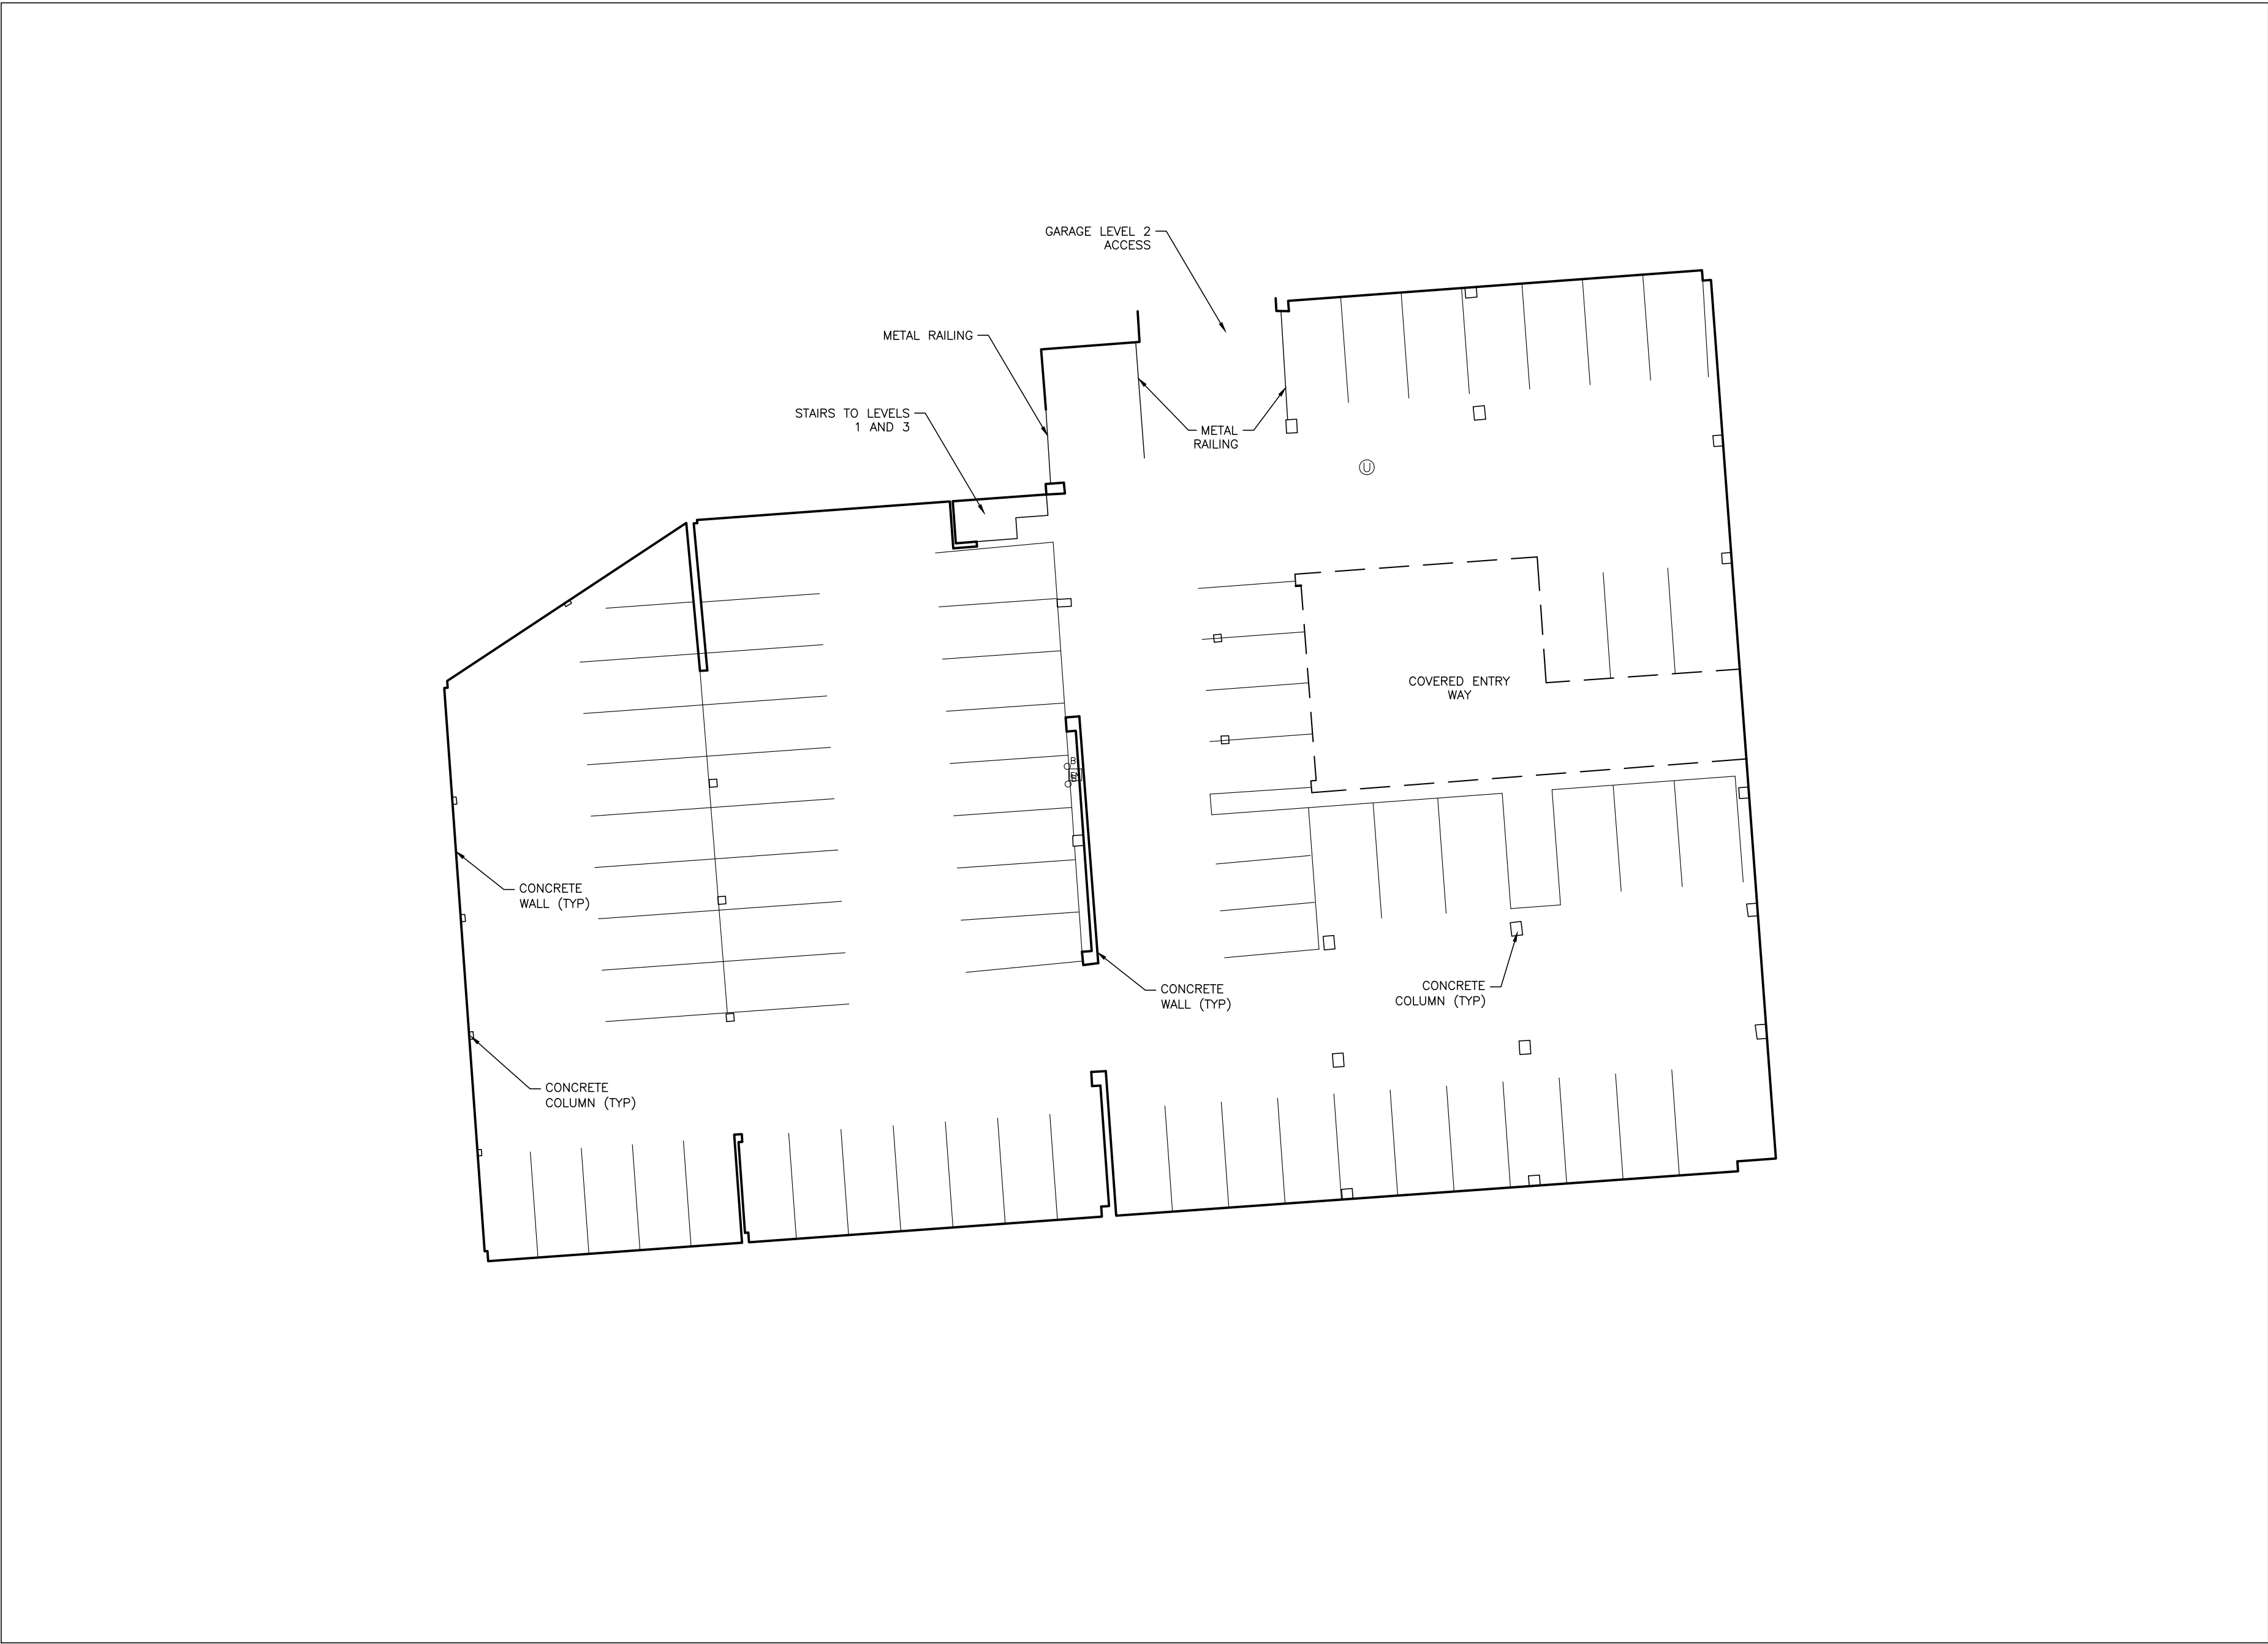 GARAGE LEVEL 2
ACCESS
METAL RAILING
STAIRS TO LEVELS
1 AND 3
METAL
RAILING
U
COVERED ENTRY
WAY
B
CONCRETE
WALL (TYP)
CONCRETE
WALL (TYP)
CONCRETE
COLUMN (TYP)
CONCRETE
COLUMN (TYP)